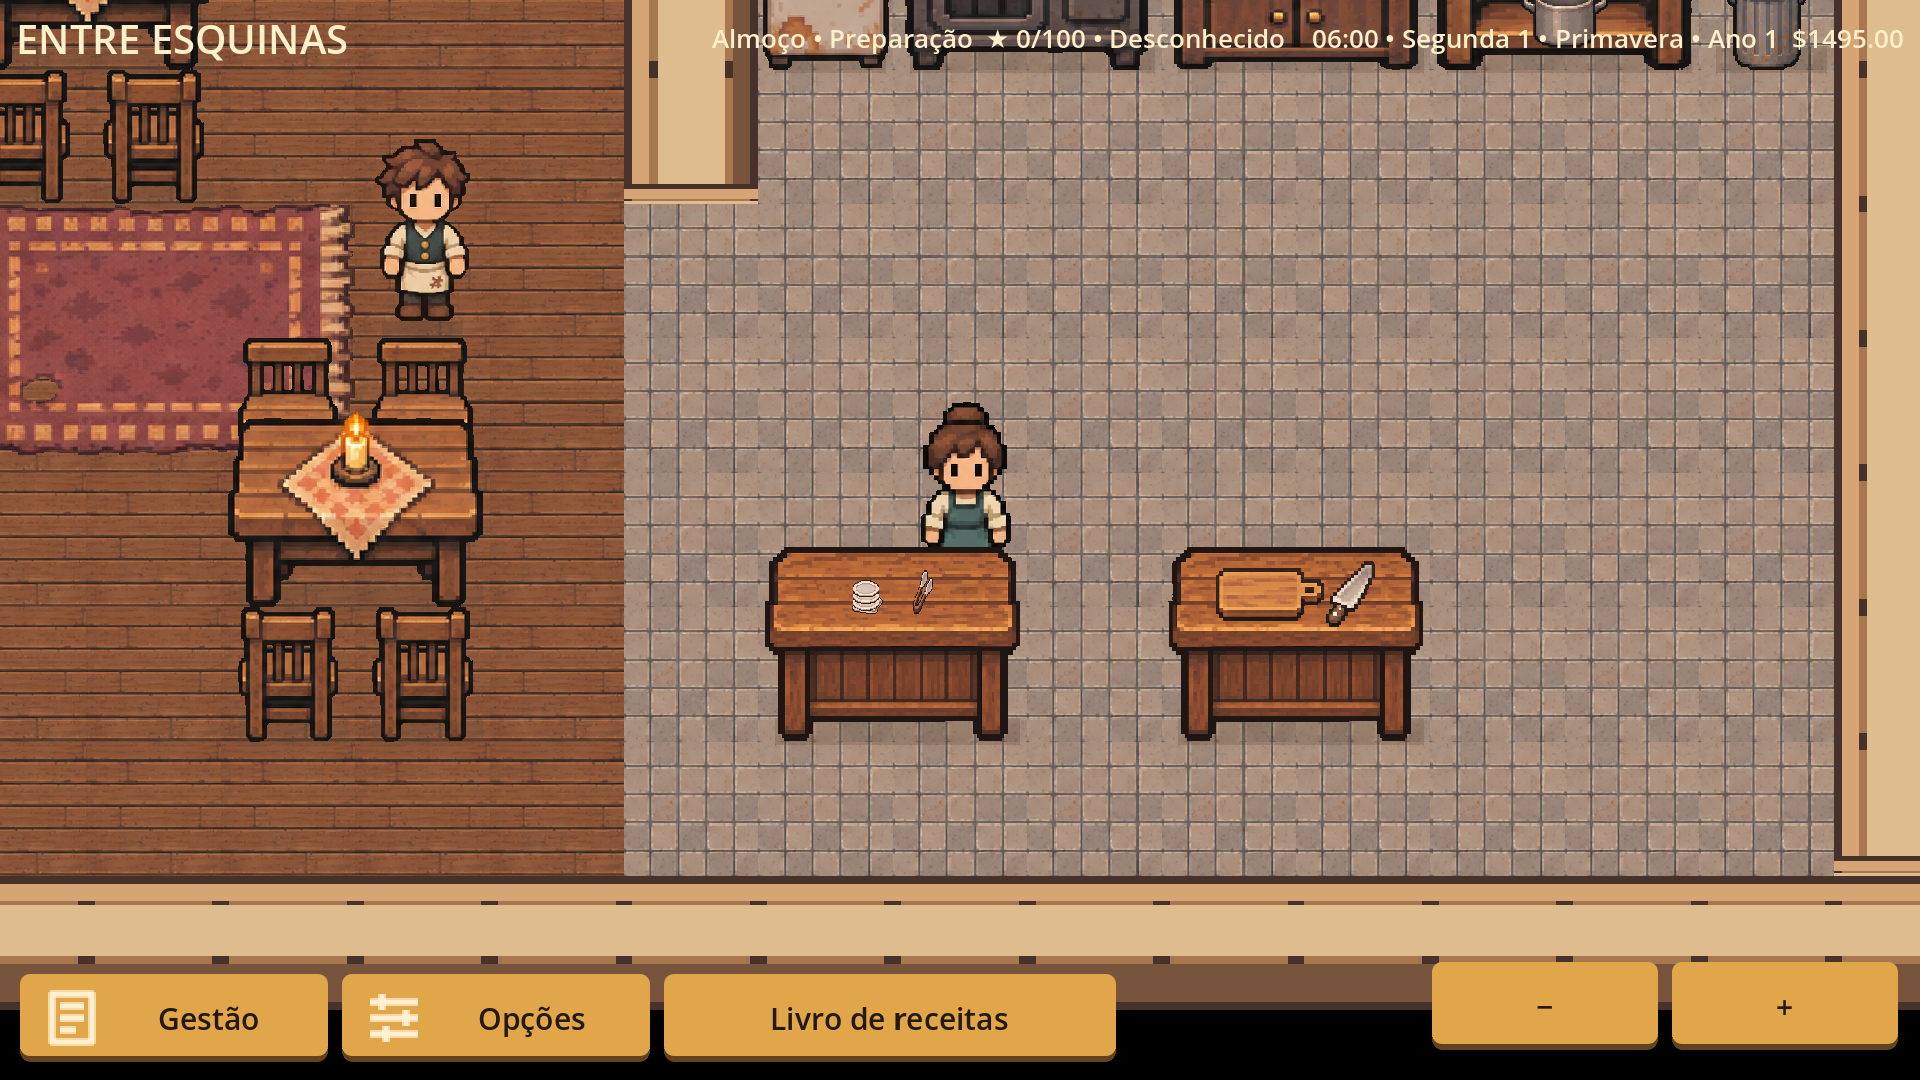 ENTRE ESQUINAS
Almoço • Preparação ★ 0/100 • Desconhecido 06:00 • Segunda 1 • Primavera • Ano 1 $1495.00
Gestão
Opções
Livro de receitas
−
+